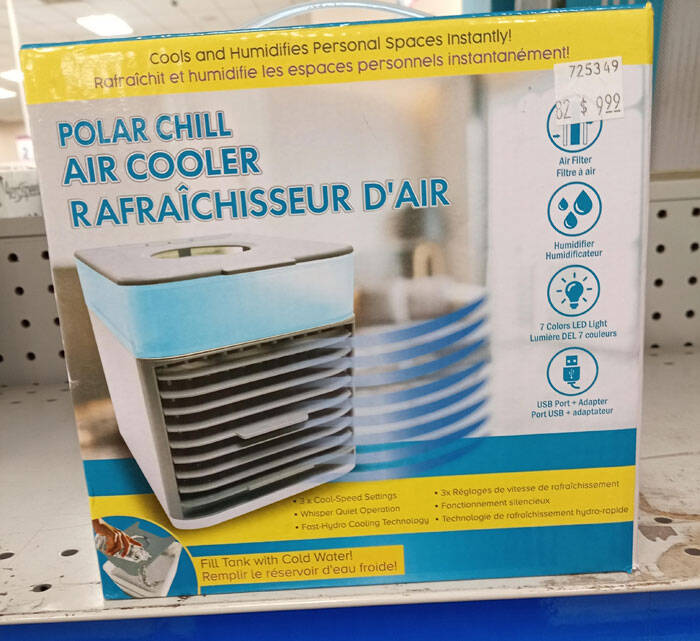 Cools and Humidifies Personal Spaces Instantly!
Rafraîchit et humidifie les espaces personnels instantanément!
725349
82 $ 999
POLAR CHILL
AIR COOLER
RAFRAÎCHISSEUR D'AIR
Air Filter
Filtre à air
Humidifier
Humidificateur
7 Colors LED Light
Lumière DEL 7 couleurs
USB Port + Adapter
Port USB + adaptateur
• 3 x Cool-Speed Settings
• Whisper Quiet Operation
• Fast-Hydro Cooling Technology
• 3x Réglages de vitesse de rafraîchissement
• Fonctionnement silencieux
• Technologie de rafraîchissement hydro-rapide
Fill Tank with Cold Water!
Remplir le réservoir d'eau froide!